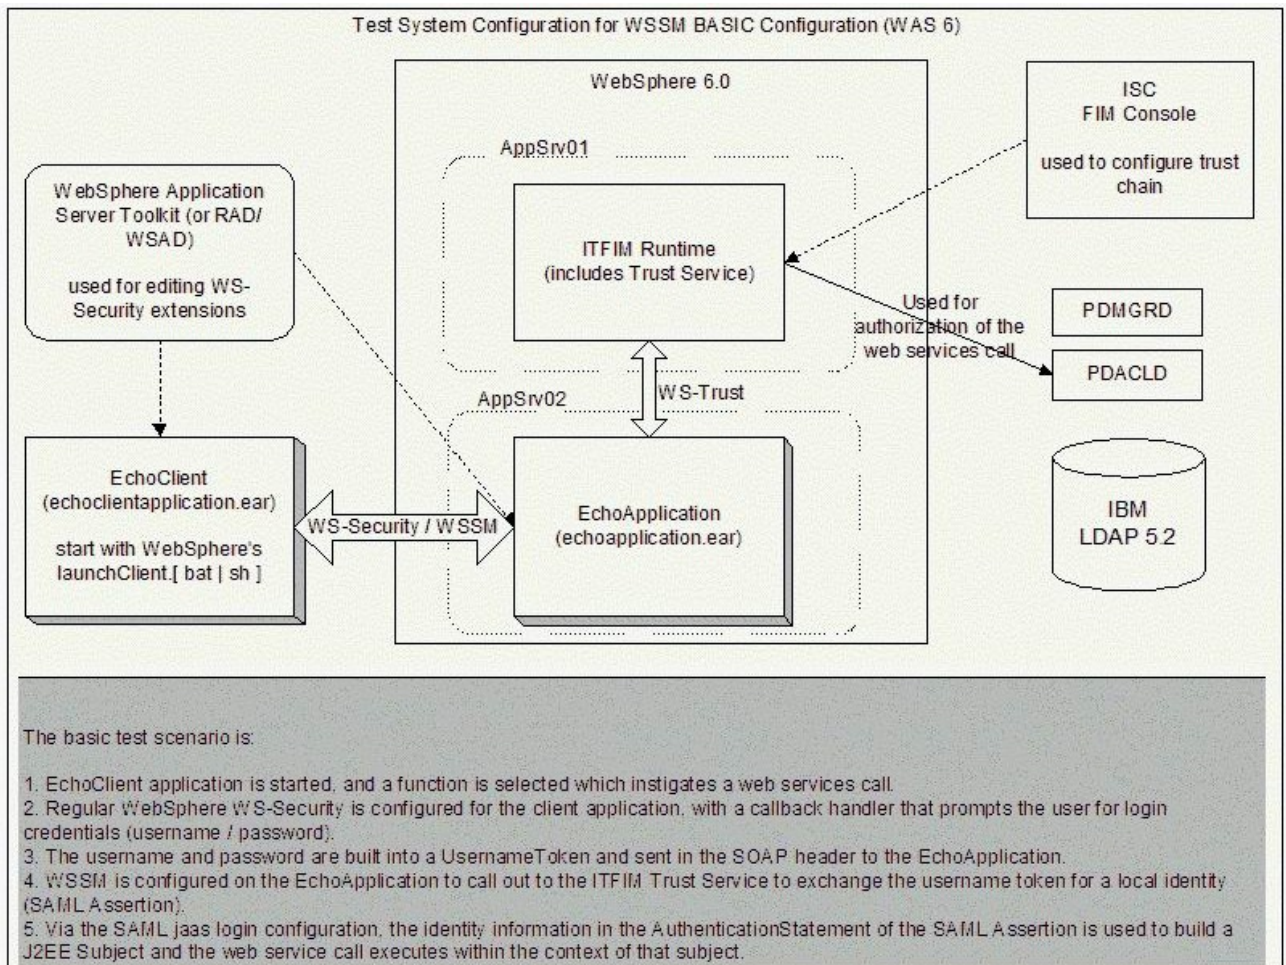 Test System Configuration for WSSM BASIC Configuration (WAS 6)
WebSphere 6.0
ISC
FIM Console
used to configure trust
chain
AppSrv01
WebSphere Application
Server Toolkit (or RAD/
WSAD)
used for editing WS-
Security extensions
ITFIM Runtime
(includes Trust Service)
Used for
authorization of the
web services call
PDMGRD
PDACLD
WS-Trust
AppSrv02
EchoClient
(echoclientapplication.ear)
start with WebSphere's
launchClient.[ bat | sh ]
WS-Security / WSSM
EchoApplication
(echoapplication.ear)
IBM
LDAP 5.2
The basic test scenario is:
1. EchoClient application is started, and a function is selected which instigates a web services call.
2. Regular WebSphere WS-Security is configured for the client application, with a callback handler that prompts the user for login
credentials (username / password).
3. The username and password are built into a UsernameToken and sent in the SOAP header to the EchoApplication.
4. WSSM is configured on the EchoApplication to call out to the ITFIM Trust Service to exchange the username token for a local identity
(SAML Assertion).
5. Via the SAML jaas login configuration, the identity information in the AuthenticationStatement of the SAML Assertion is used to build a
J2EE Subject and the web service call executes within the context of that subject.